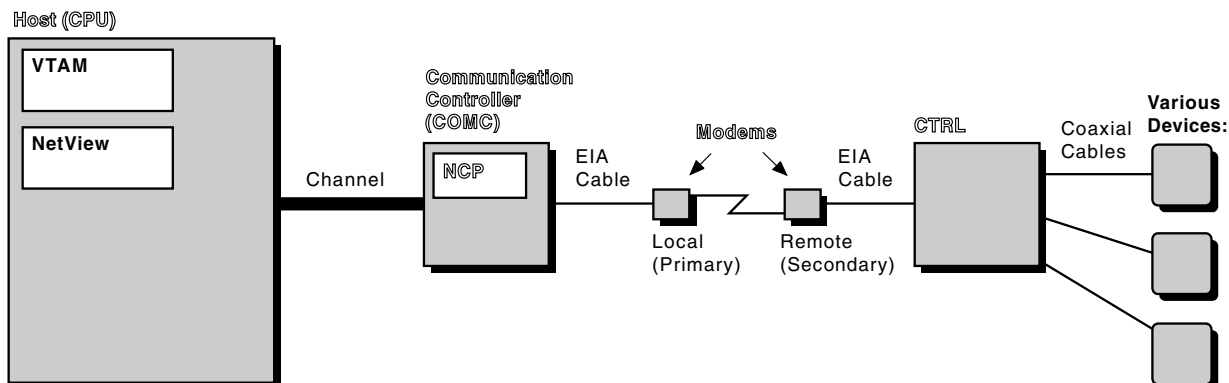 Host (CPU)
VTAM
NetView
Channel
Communication
Controller
(COMC)
NCP
EIA
Cable
Modems
Local
(Primary)
Remote
(Secondary)
EIA
Cable
CTRL
Coaxial
Cables
Various
Devices: